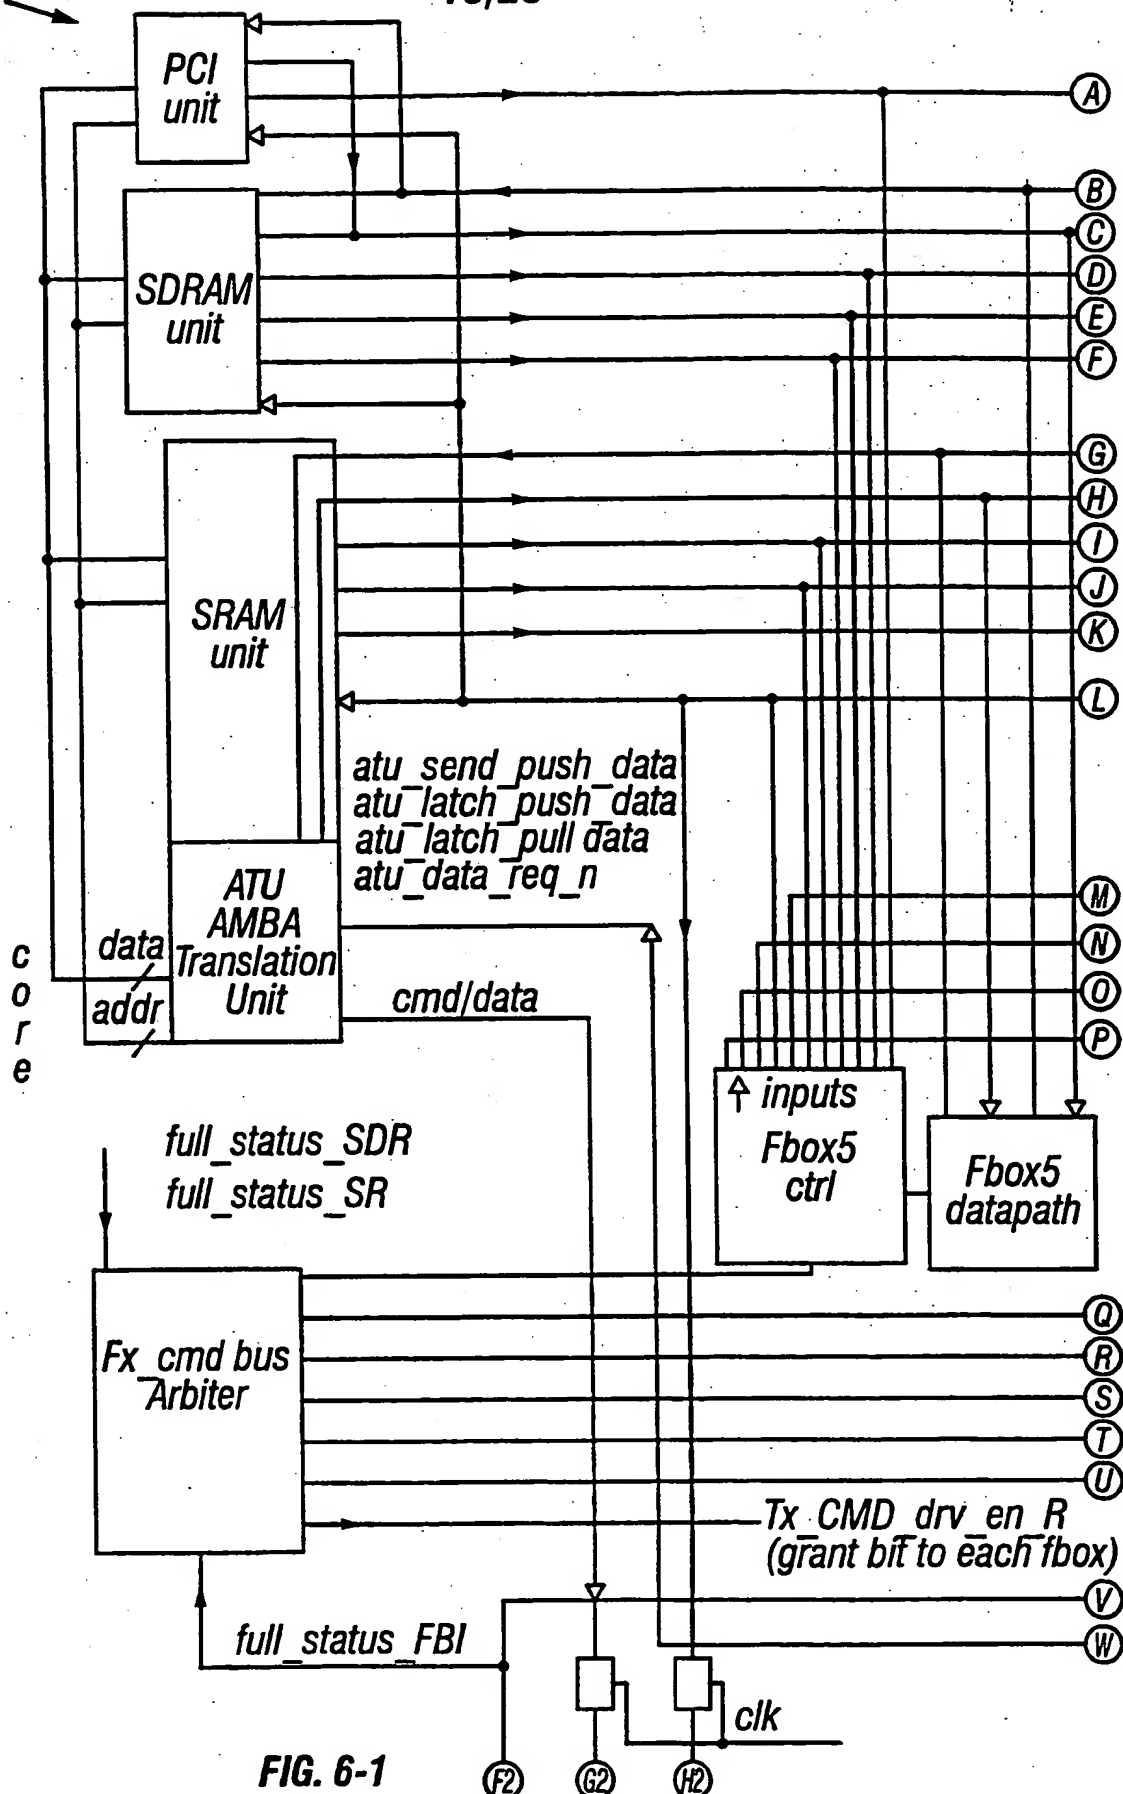 PCI
unit
A
B
C
SDRAM
unit
D
E
F
G
H
I
SRAM
unit
J
K
L
atu_send_push_data
atu_latch_push_data
atu_latch_pull data
atu_data_req_n
ATU
AMBA
Translation
Unit
core
data
addr
cmd/data
M
N
O
P
inputs
Fbox5
ctrl
Fbox5
datapath
full_status_SDR
full_status_SR
Fx_cmd bus
Arbiter
Q
R
S
T
U
Tx_CMD_drv_en_R
(grant bit to each fbox)
V
W
full_status_FBI
clk
FIG. 6-1
F2
G2
H2